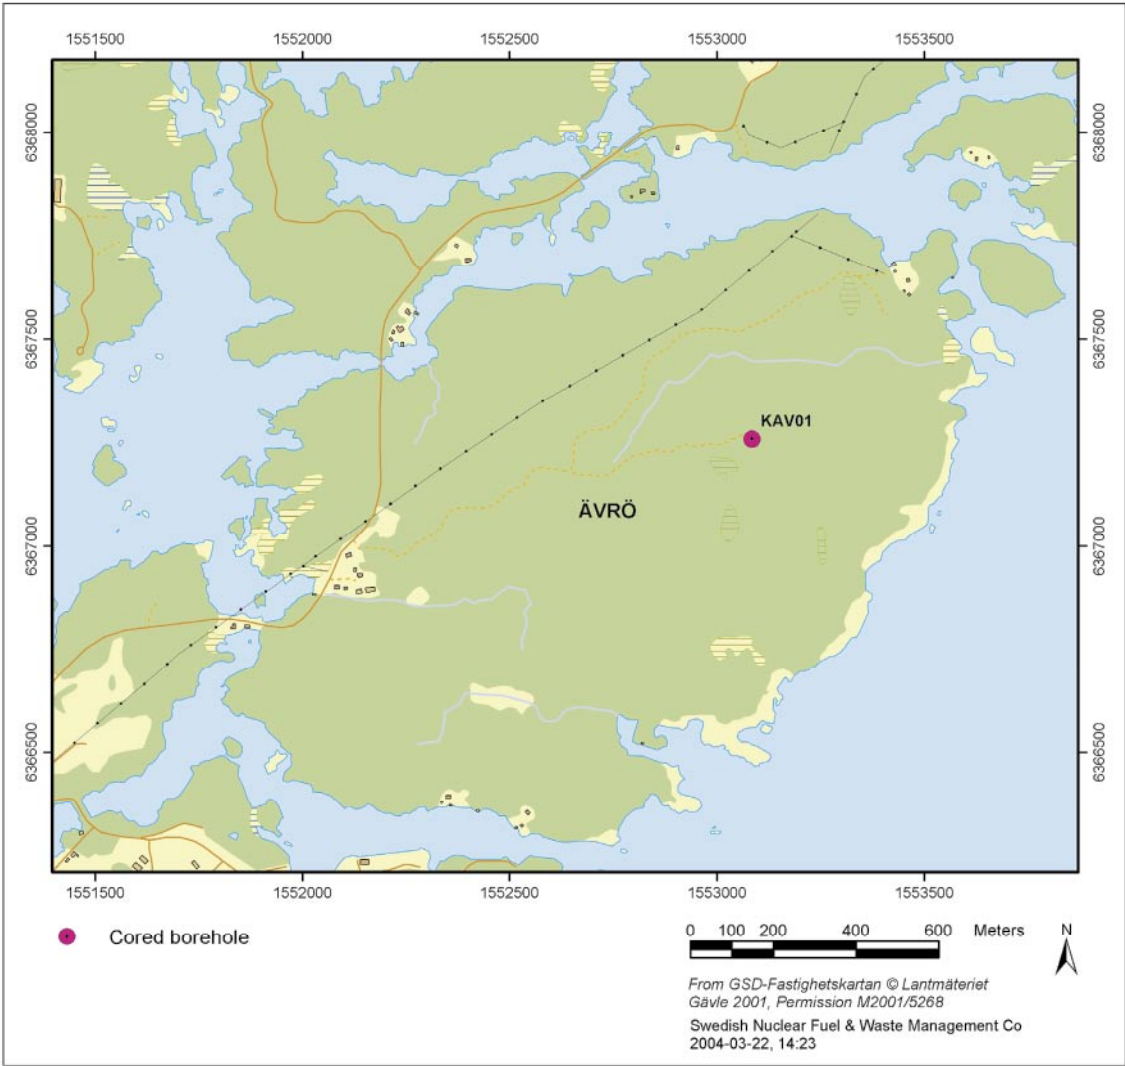 1551500 1552000 1552500 1553000 1553500
6368000 6368000
6367500 6367500
KAV01
ÄVRÖ
6367000 6367000
6366500 6366500
1551500 1552000 1552500 1553000 1553500
Cored borehole
0 100 200 400 600 Meters N
From GSD-Fastighetskartan © Lantmäteriet
Gävle 2001, Permission M2001/5268
Swedish Nuclear Fuel & Waste Management Co
2004-03-22, 14:23